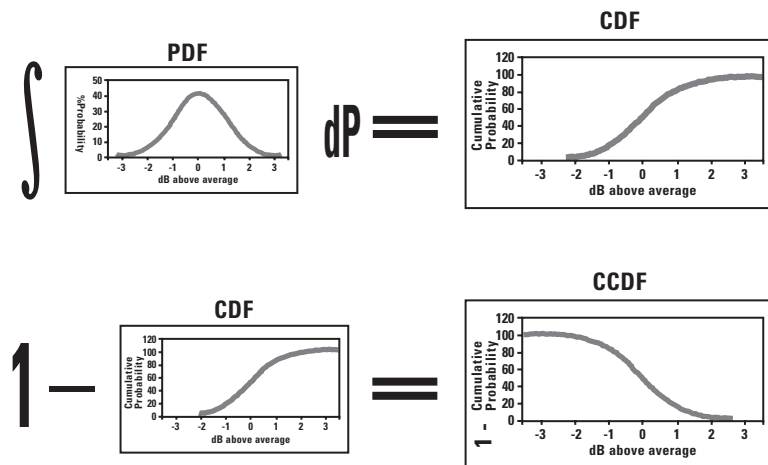 PDF
CDF
∫
50
40
30
20
10
0
%Probability
-3 -2 -1 0 1 2 3
dB above average
dP =
120
100
80
60
40
20
0
Cumulative
Probability
-3 -2 -1 0 1 2 3
dB above average
CDF
CCDF
1 –
120
100
80
60
40
20
0
Cumulative
Probability
-3 -2 -1 0 1 2 3
dB above average
=
120
100
80
60
40
20
0
1 - Cumulative
Probability
-3 -2 -1 0 1 2 3
dB above average